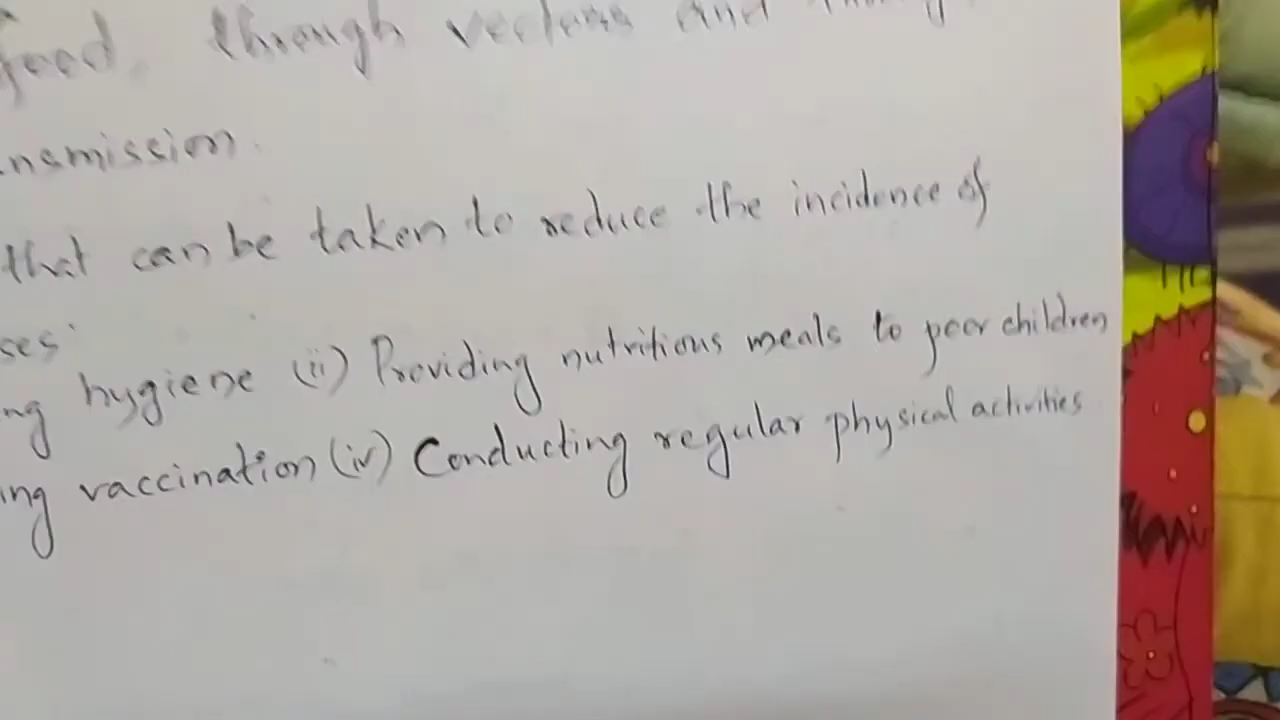 food, through vectors and
nsmission.
that can be taken to reduce the incidence of
ses
ng hygiene (ii) Providing nutritious meals to poor children
ing vaccination (iv) Conducting regular physical activities